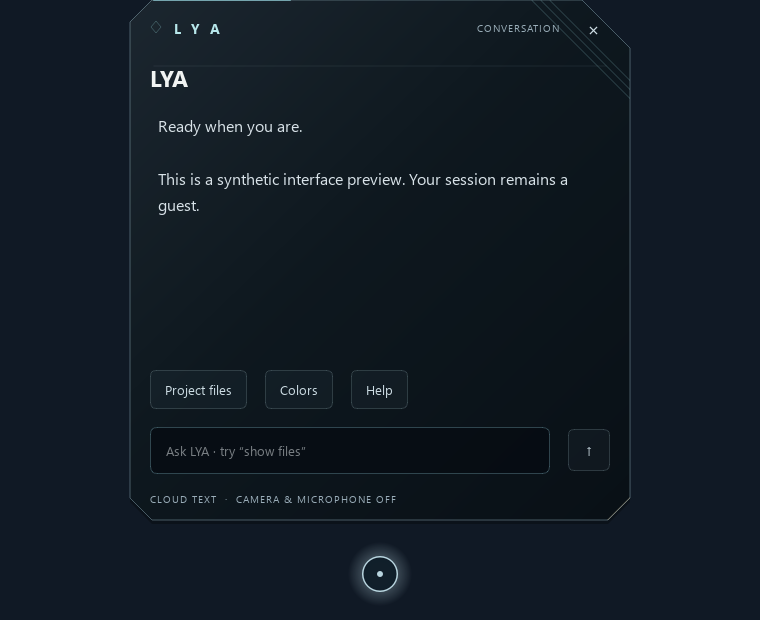 LYA
CONVERSATION ×
LYA
Ready when you are.
This is a synthetic interface preview. Your session remains a
guest.
Project files
Colors
Help
Ask LYA · try “show files”
↑
CLOUD TEXT · CAMERA & MICROPHONE OFF